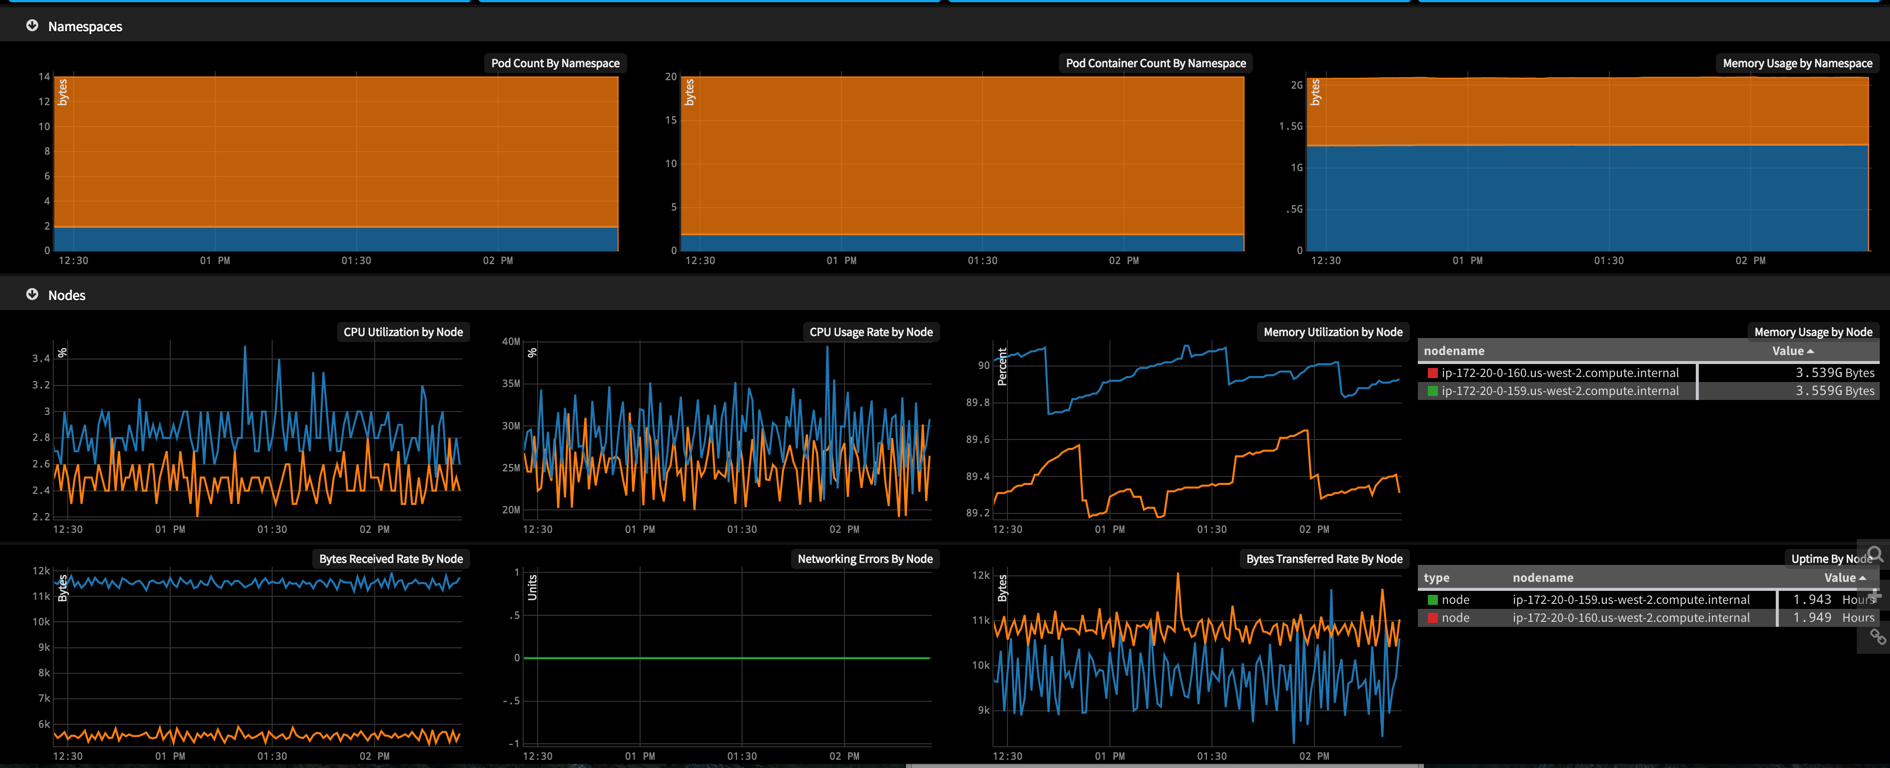 Namespaces
Pod Count By Namespace
bytes
14
12
10
8
6
4
2
0
12:30 01 PM 01:30 02 PM
Pod Container Count By Namespace
bytes
20
15
10
5
0
12:30 01 PM 01:30 02 PM
Memory Usage by Namespace
bytes
2G
1.5G
1G
.5G
0
12:30 01 PM 01:30 02 PM
Nodes
CPU Utilization by Node
%
3.4
3.2
3
2.8
2.6
2.4
2.2
12:30 01 PM 01:30 02 PM
CPU Usage Rate by Node
%
40M
35M
30M
25M
20M
12:30 01 PM 01:30 02 PM
Memory Utilization by Node
Percent
90
89.8
89.6
89.4
89.2
12:30 01 PM 01:30 02 PM
Memory Usage by Node
nodename Value
ip-172-20-0-160.us-west-2.compute.internal 3.539G Bytes
ip-172-20-0-159.us-west-2.compute.internal 3.559G Bytes
Bytes Received Rate By Node
Bytes
12k
11k
10k
9k
8k
7k
6k
12:30 01 PM 01:30 02 PM
Networking Errors By Node
Units
1
.5
0
-.5
-1
12:30 01 PM 01:30 02 PM
Bytes Transferred Rate By Node
Bytes
12k
11k
10k
9k
12:30 01 PM 01:30 02 PM
Uptime By Node
type nodename Value
node ip-172-20-0-159.us-west-2.compute.internal 1.943 Hours
node ip-172-20-0-160.us-west-2.compute.internal 1.949 Hours